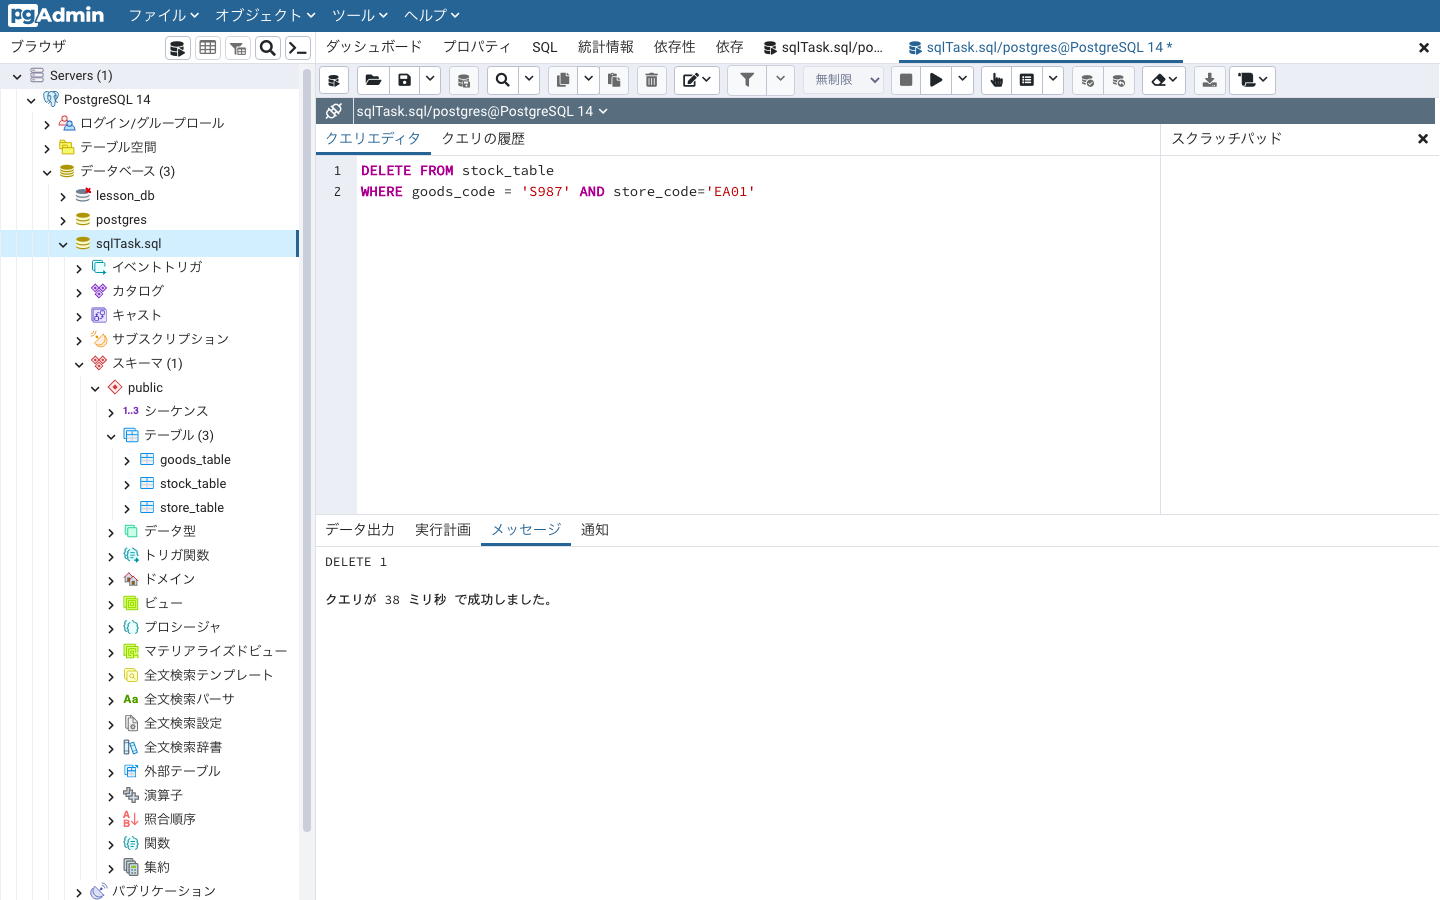 pgAdmin ファイル オブジェクト ツール ヘルプ
ブラウザ
ダッシュボード プロパティ SQL 統計情報 依存性 依存 sqlTask.sql/po... sqlTask.sql/postgres@PostgreSQL 14 *
無制限
sqlTask.sql/postgres@PostgreSQL 14
クエリエディタ クエリの履歴
スクラッチパッド
1 DELETE FROM stock_table
2 WHERE goods_code = 'S987' AND store_code='EA01'
Servers (1)
PostgreSQL 14
ログイン/グループロール
テーブル空間
データベース (3)
lesson_db
postgres
sqlTask.sql
イベントトリガ
カタログ
キャスト
サブスクリプション
スキーマ (1)
public
1..3 シーケンス
テーブル (3)
goods_table
stock_table
store_table
データ型
トリガ関数
ドメイン
ビュー
プロシージャ
マテリアライズドビュー
全文検索テンプレート
Aa 全文検索パーサ
全文検索設定
全文検索辞書
外部テーブル
演算子
照合順序
関数
集約
パブリケーション
データ出力 実行計画 メッセージ 通知
DELETE 1
クエリが 38 ミリ秒 で成功しました。